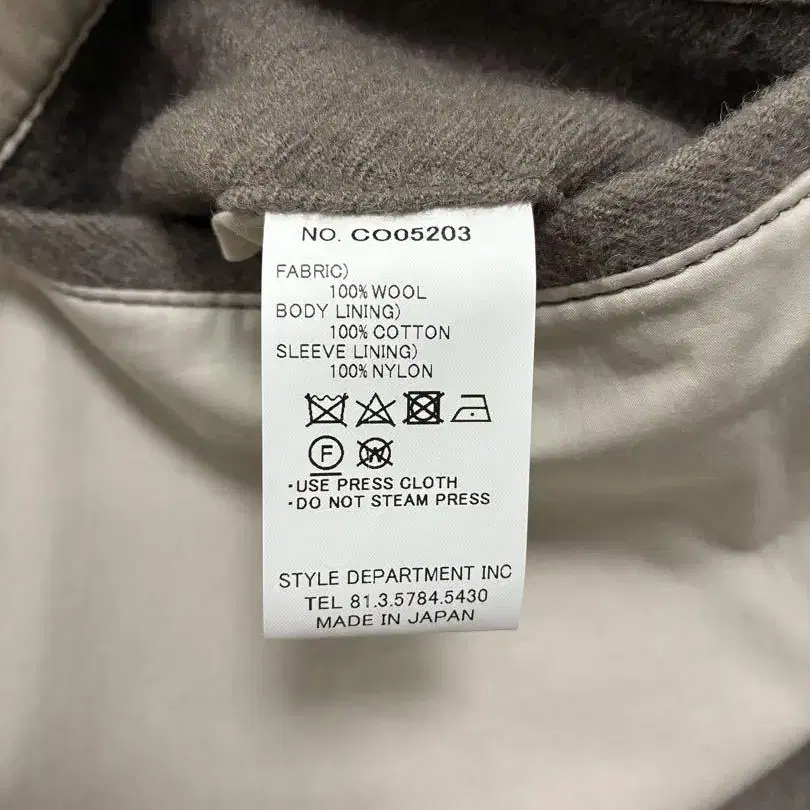 NO. CO05203
FABRIC)
100% WOOL
BODY LINING)
100% COTTON
SLEEVE LINING)
100% NYLON
F W
·USE PRESS CLOTH
·DO NOT STEAM PRESS
STYLE DEPARTMENT INC
TEL 81.3.5784.5430
MADE IN JAPAN